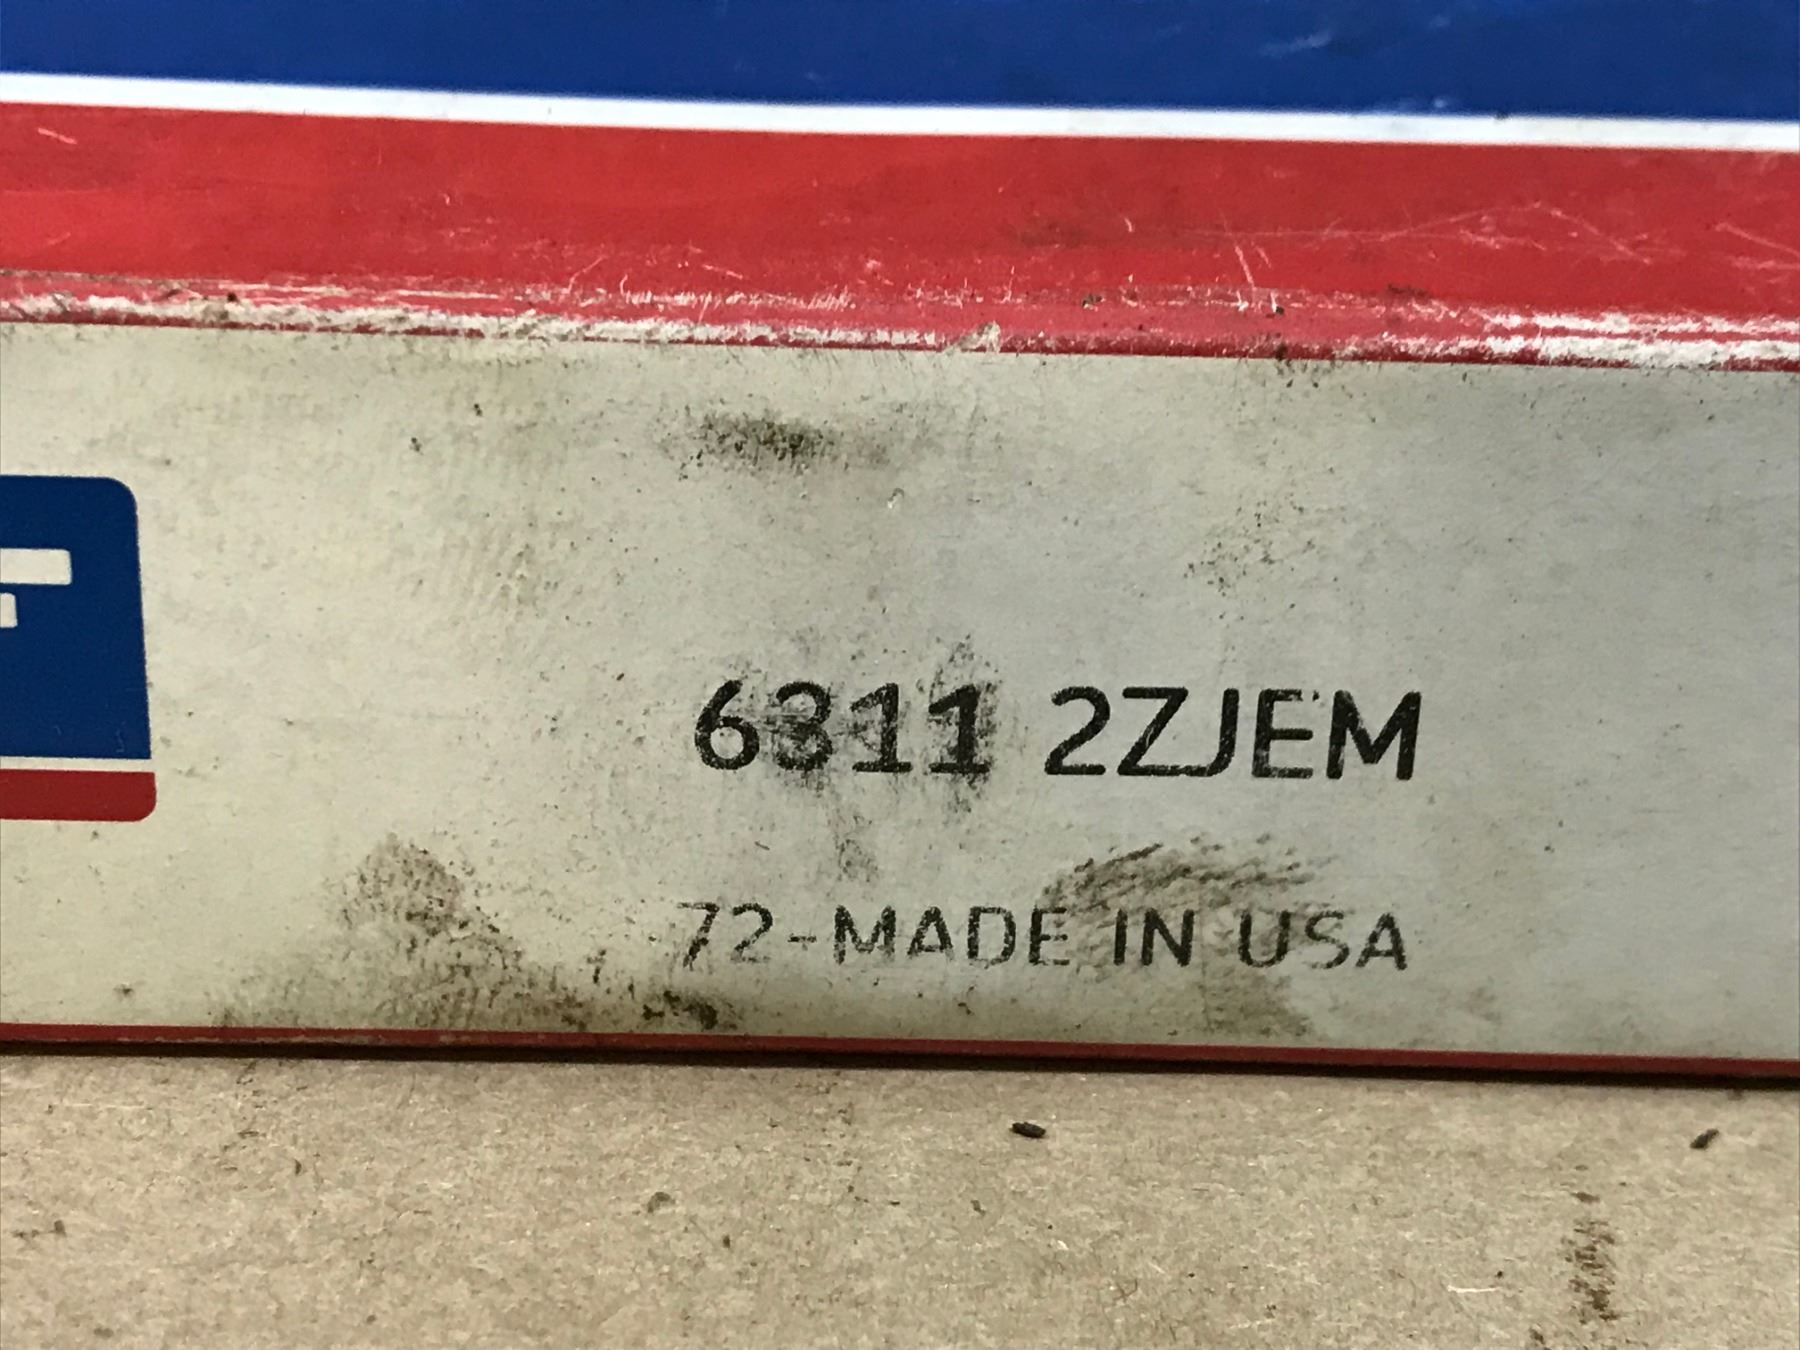 6311 2ZJEM
72-MADE IN USA